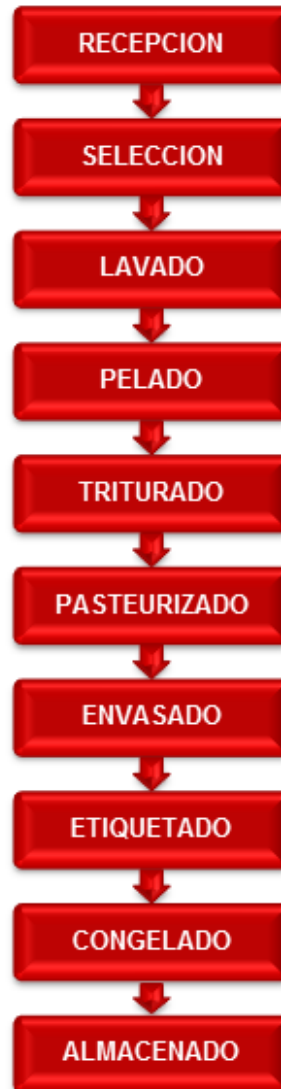 RECEPCION
SELECCION
LAVADO
PELADO
TRITURADO
PASTEURIZADO
ENVASADO
ETIQUETADO
CONGELADO
ALMACENADO